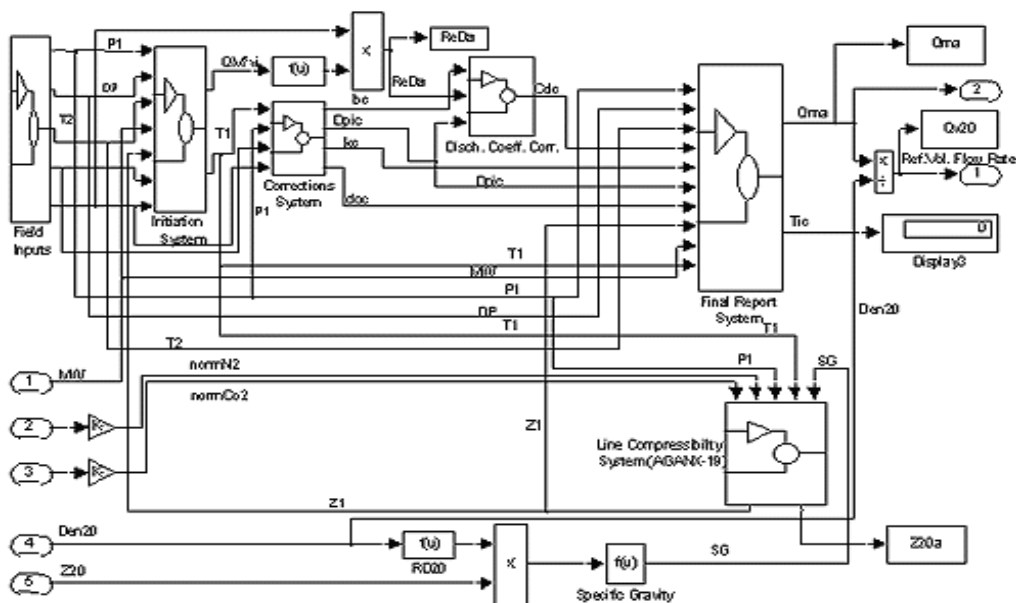 P1
DP
T2
Field
Inputs
Initiation
System
T1
f(u)
x
ReDa
ReDa
bc
Dpic
kc
doc
Corrections
System
P1
Cdc
Disch. Coeff. Corr.
Dpic
T1
MW
P1
DP
T1
T2
Final Report
System
Qma
Qma
2
Qv20
Ref.Vol. Flow Rate
1
x
÷
Tic
0
Display3
Den20
T1
P1
SG
1
MW
normN2
normCo2
2
3
Z1
Line Compressibility
System(AGANX-19)
Z1
4
Den20
f(u)
RD20
x
5
Z20
f(u)
Specific Gravity
SG
Z20a